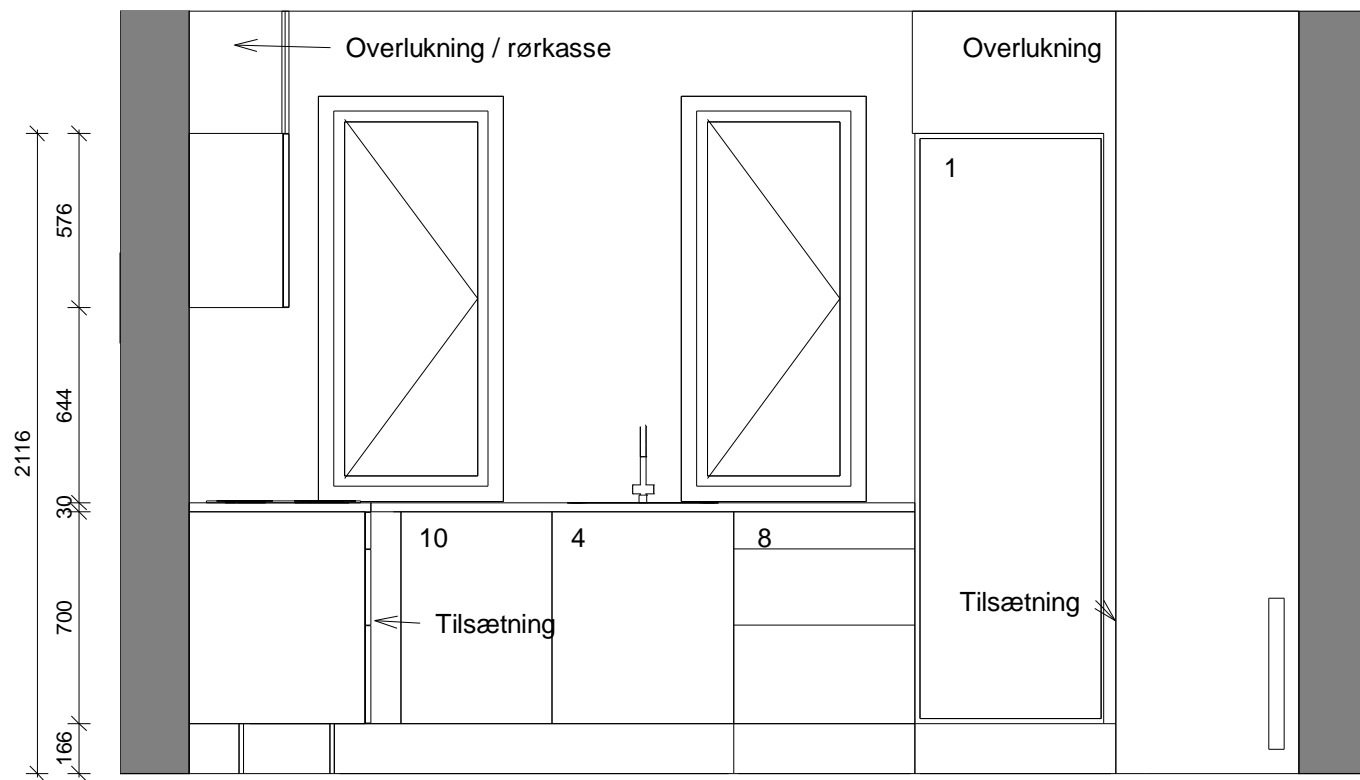 Overlukning / rørkasse
Overlukning
1
576
644
2116
30
10
4
8
Tilsætning
Tilsætning
700
166